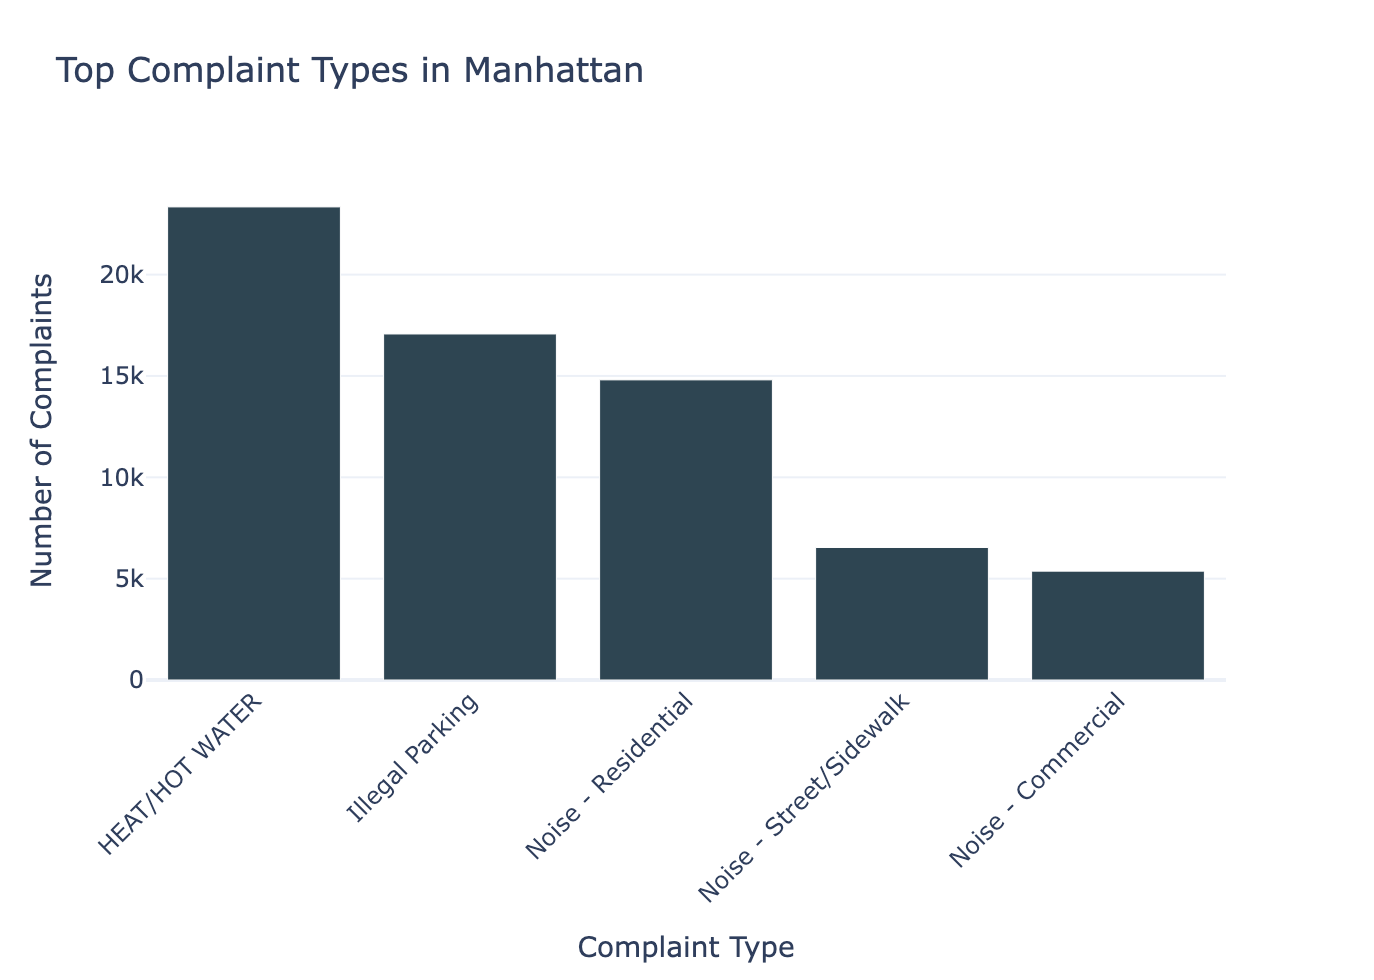 Top Complaint Types in Manhattan
Number of Complaints
20k
15k
10k
5k
0
HEAT/HOT WATER
Illegal Parking
Noise - Residential
Noise - Street/Sidewalk
Noise - Commercial
Complaint Type